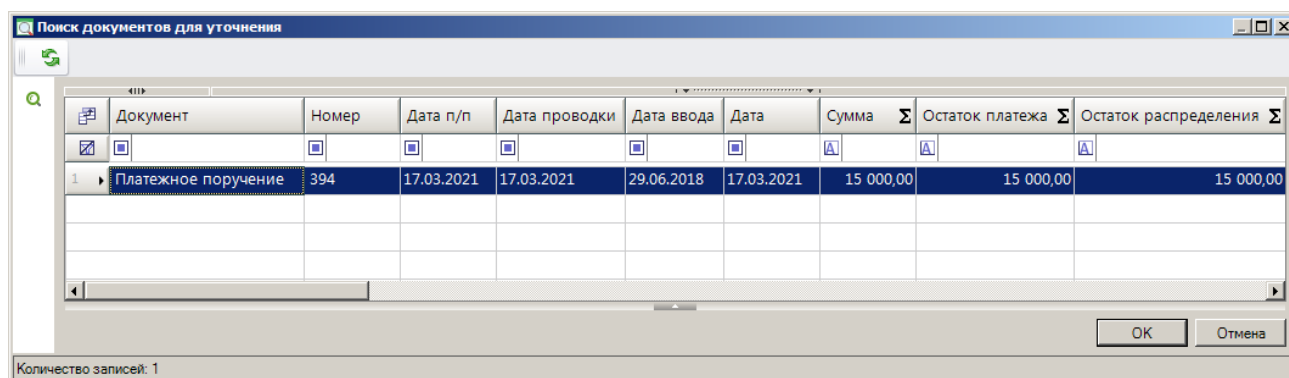 Поиск документов для уточнения
Документ Номер Дата п/п Дата проводки Дата ввода Дата Сумма Σ Остаток платежа Σ Остаток распределения Σ
A A A
1 Платежное поручение 394 17.03.2021 17.03.2021 29.06.2018 17.03.2021 15 000,00 15 000,00 15 000,00
OK Отмена
Количество записей: 1